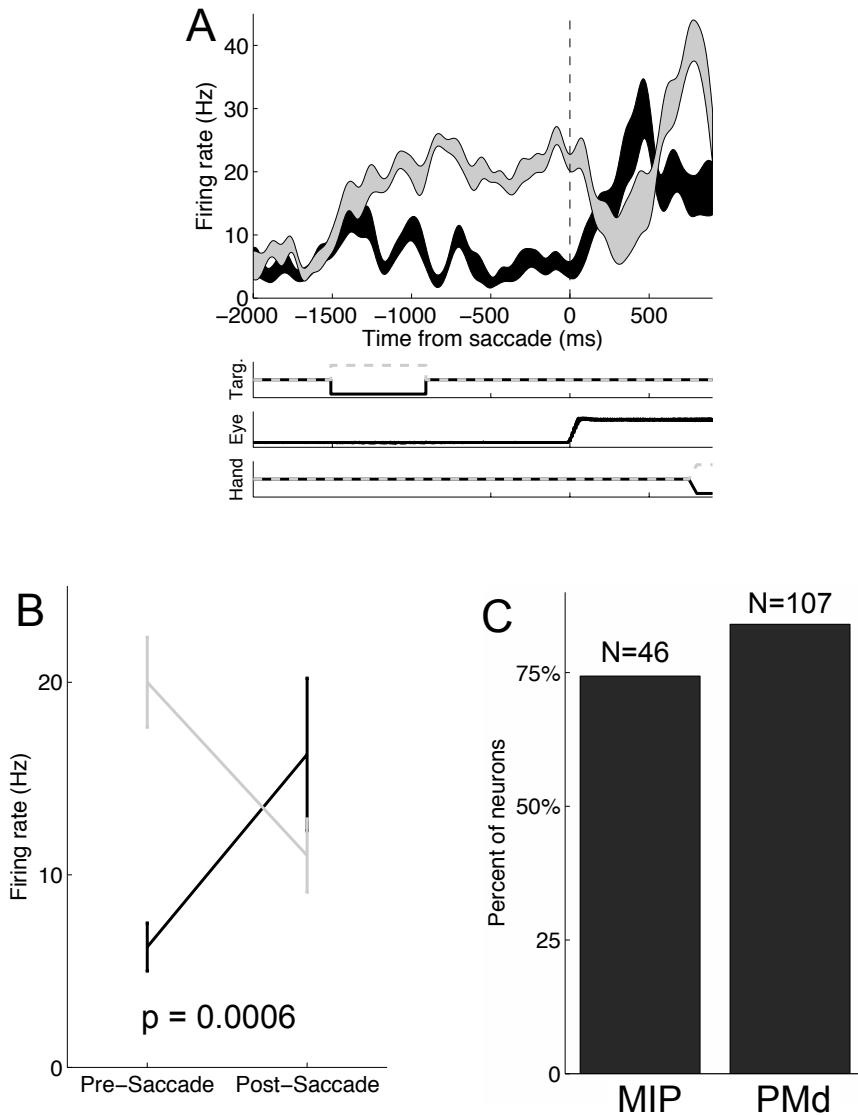 A
Firing rate (Hz)
40
30
20
10
0
−2000 −1500 −1000 −500 0 500
Time from saccade (ms)
Targ.
Eye
Hand
B
Firing rate (Hz)
20
10
0
p = 0.0006
Pre−Saccade Post−Saccade
C
Percent of neurons
75%
50%
25
0
N=46
N=107
MIP PMd